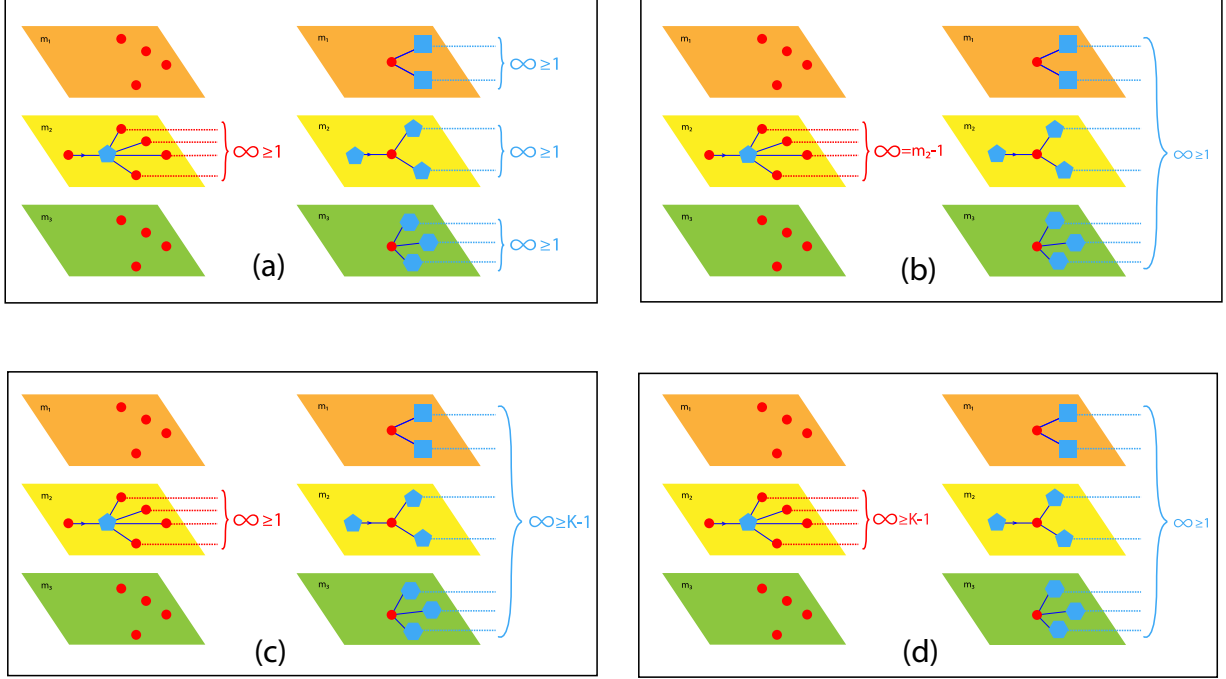 m₁
m₁
∞ ≥ 1
m₂
∞ ≥ 1
m₂
∞ ≥ 1
m₃
m₃
∞ ≥ 1
(a)
m₁
m₁
m₂
∞=m₂-1
m₂
∞ ≥ 1
m₃
m₃
(b)
m₁
m₁
m₂
∞ ≥ 1
m₂
∞ ≥ K-1
m₃
m₃
(c)
m₁
m₁
m₂
∞ ≥ K-1
m₂
∞ ≥ 1
m₃
m₃
(d)